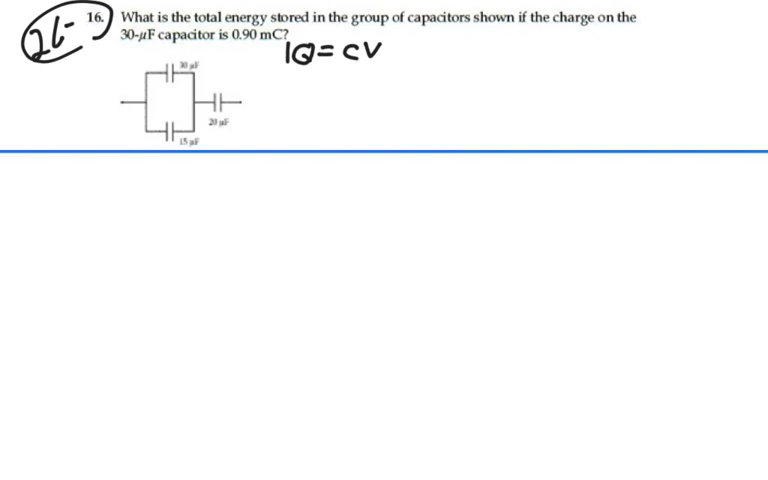 26-
16. What is the total energy stored in the group of capacitors shown if the charge on the
30-μF capacitor is 0.90 mC?
Q = CV
30 μF
20 μF
15 μF